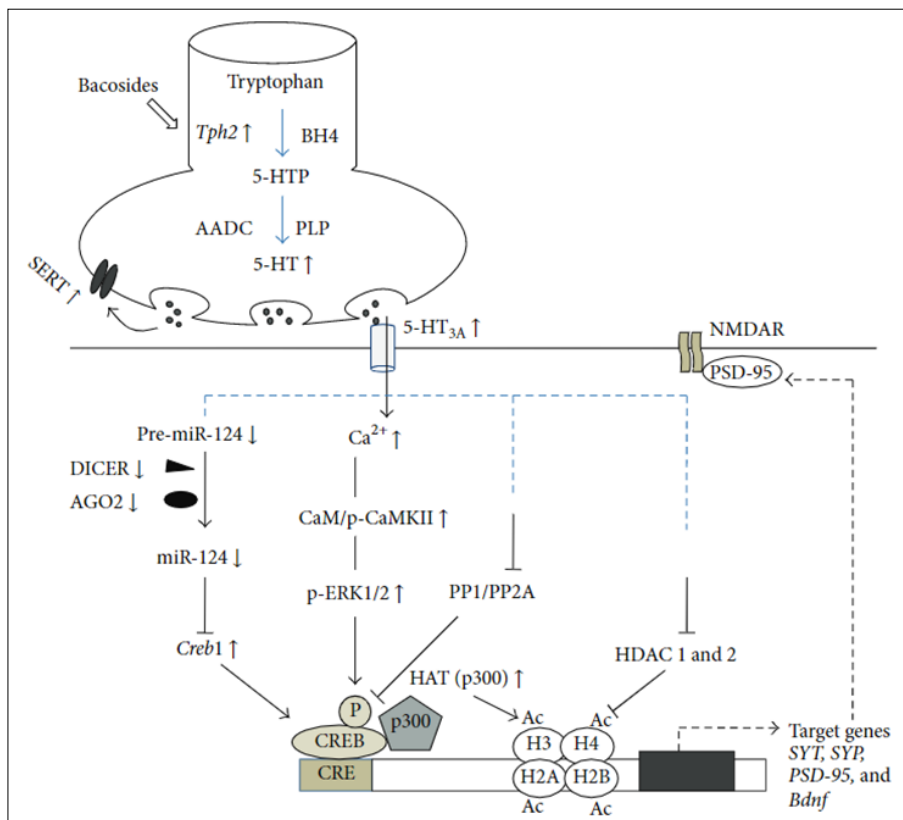 Bacosides
Tryptophan
Tph2 ↑
BH4
5-HTP
AADC
PLP
5-HT ↑
SERT ↑
5-HT3A ↑
NMDAR
PSD-95
Pre-miR-124 ↓
Ca2+ ↑
DICER ↓
AGO2 ↓
CaM/p-CaMKII ↑
miR-124 ↓
p-ERK1/2 ↑
PP1/PP2A
Creb1 ↑
HDAC 1 and 2
HAT (p300) ↑
P
p300
Ac
Ac
CREB
H3
H4
CRE
H2A
H2B
Ac
Ac
Target genes
SYT, SYP,
PSD-95, and
Bdnf